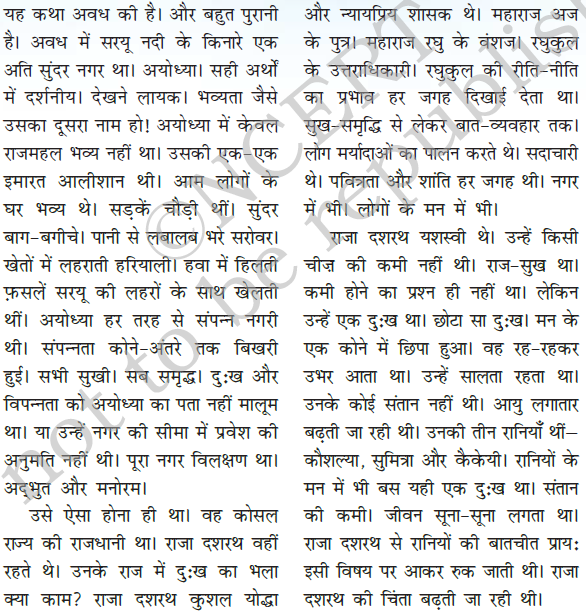 यह कथा अवध की है। और बहुत पुरानी
है। अवध में सरयू नदी के किनारे एक
अति सुंदर नगर था। अयोध्या। सही अर्थों
में दर्शनीय। देखने लायक। भव्यता जैसे
उसका दूसरा नाम हो! अयोध्या में केवल
राजमहल भव्य नहीं था। उसकी एक-एक
इमारत आलीशान थी। आम लोगों के
घर भव्य थे। सड़कें चौड़ी थीं। सुंदर
बाग-बगीचे। पानी से लबालब भरे सरोवर।
खेतों में लहराती हरियाली। हवा में हिलती
फ़सलें सरयू की लहरों के साथ खेलती
थीं। अयोध्या हर तरह से संपन्न नगरी
थी। संपन्नता कोने-अंतरे तक बिखरी
हुई। सभी सुखी। सब समृद्ध। दुःख और
विपन्नता को अयोध्या का पता नहीं मालूम
था। या उन्हें नगर की सीमा में प्रवेश की
अनुमति नहीं थी। पूरा नगर विलक्षण था।
अद्भुत और मनोरम।
उसे ऐसा होना ही था। वह कोसल
राज्य की राजधानी था। राजा दशरथ वहीं
रहते थे। उनके राज में दुःख का भला
क्या काम? राजा दशरथ कुशल योद्धा
और न्यायप्रिय शासक थे। महाराज अज
के पुत्र। महाराज रघु के वंशज। रघुकुल
के उत्तराधिकारी। रघुकुल की रीति-नीति
का प्रभाव हर जगह दिखाई देता था।
सुख-समृद्धि से लेकर बात-व्यवहार तक।
लोग मर्यादाओं का पालन करते थे। सदाचारी
थे। पवित्रता और शांति हर जगह थी। नगर
में भी। लोगों के मन में भी।
राजा दशरथ यशस्वी थे। उन्हें किसी
चीज़ की कमी नहीं थी। राज-सुख था।
कमी होने का प्रश्न ही नहीं था। लेकिन
उन्हें एक दुःख था। छोटा सा दुःख। मन के
एक कोने में छिपा हुआ। वह रह-रहकर
उभर आता था। उन्हें सालता रहता था।
उनके कोई संतान नहीं थी। आयु लगातार
बढ़ती जा रही थी। उनकी तीन रानियाँ थीं—
कौशल्या, सुमित्रा और कैकेयी। रानियों के
मन में भी बस यही एक दुःख था। संतान
की कमी। जीवन सूना-सूना लगता था।
राजा दशरथ से रानियों की बातचीत प्रायः
इसी विषय पर आकर रुक जाती थी। राजा
दशरथ की चिंता बढ़ती जा रही थी।
©NCERT
not to be republish